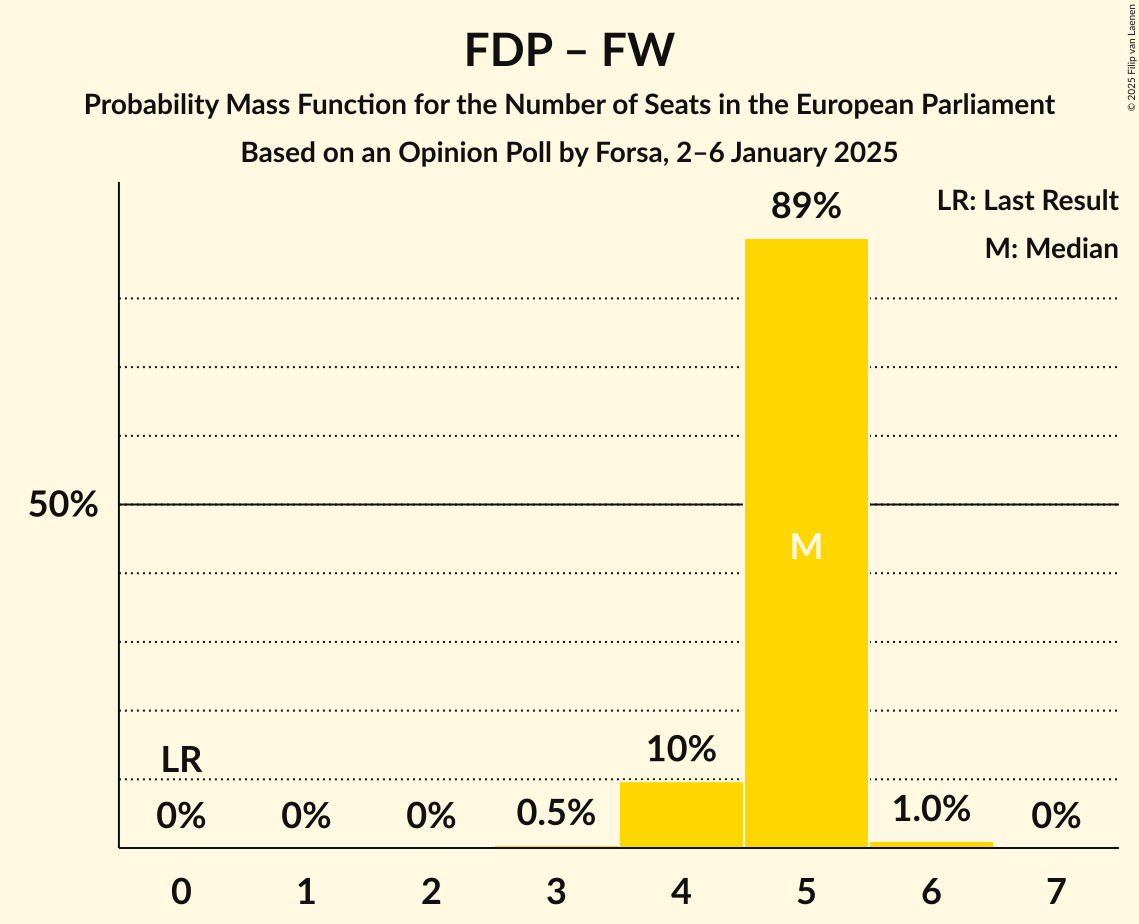 FDP – FW
Probability Mass Function for the Number of Seats in the European Parliament
Based on an Opinion Poll by Forsa, 2–6 January 2025
© 2025 Filip van Laenen
LR: Last Result
M: Median
89%
50%
M
LR
10%
0% 0% 0% 0.5% 1.0% 0%
0 1 2 3 4 5 6 7